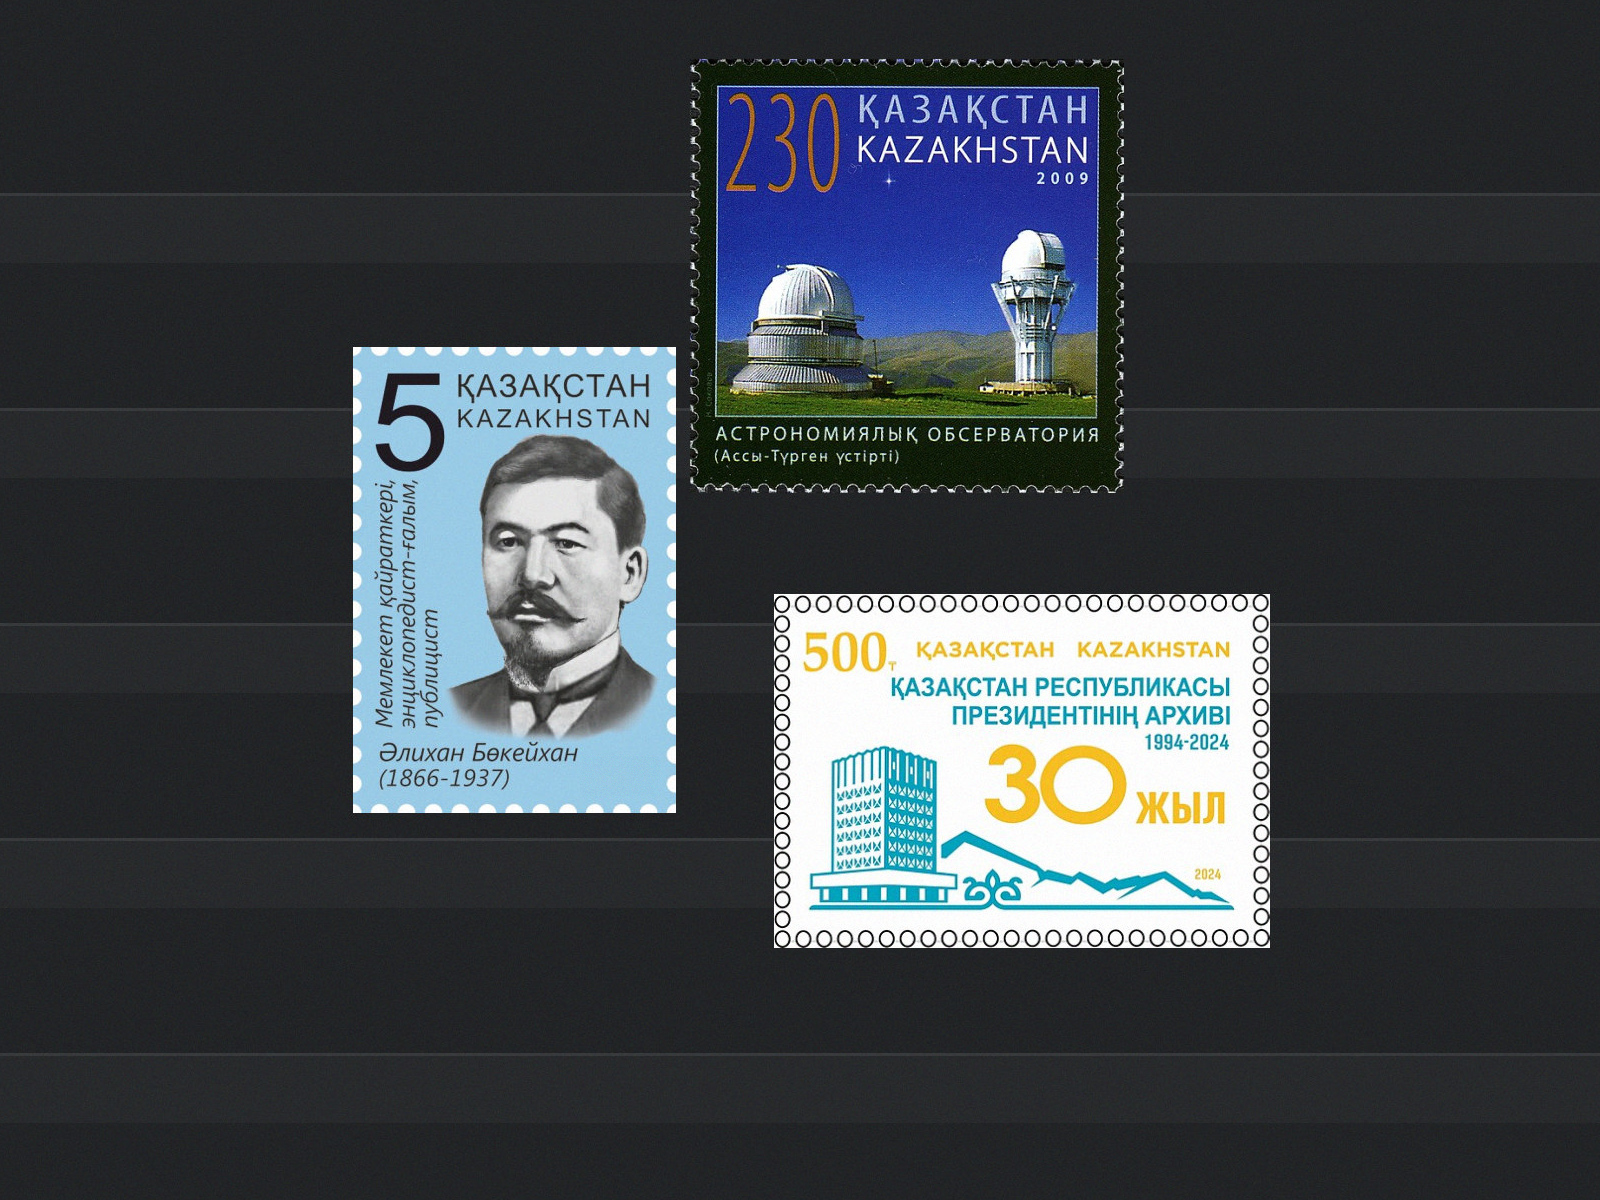 230
ҚАЗАҚСТАН
KAZAKHSTAN
2009
АСТРОНОМИЯЛЫҚ ОБСЕРВАТОРИЯ
(Ассы-Түрген үстірті)
5
ҚАЗАҚСТАН
KAZAKHSTAN
Мемлекет қайраткері,
энциклопедист-ғалым,
публицист
Әлихан Бөкейхан
(1866-1937)
500₸ ҚАЗАҚСТАН KAZAKHSTAN
ҚАЗАҚСТАН РЕСПУБЛИКАСЫ
ПРЕЗИДЕНТІНІҢ АРХИВІ
1994-2024
30 ЖЫЛ
2024